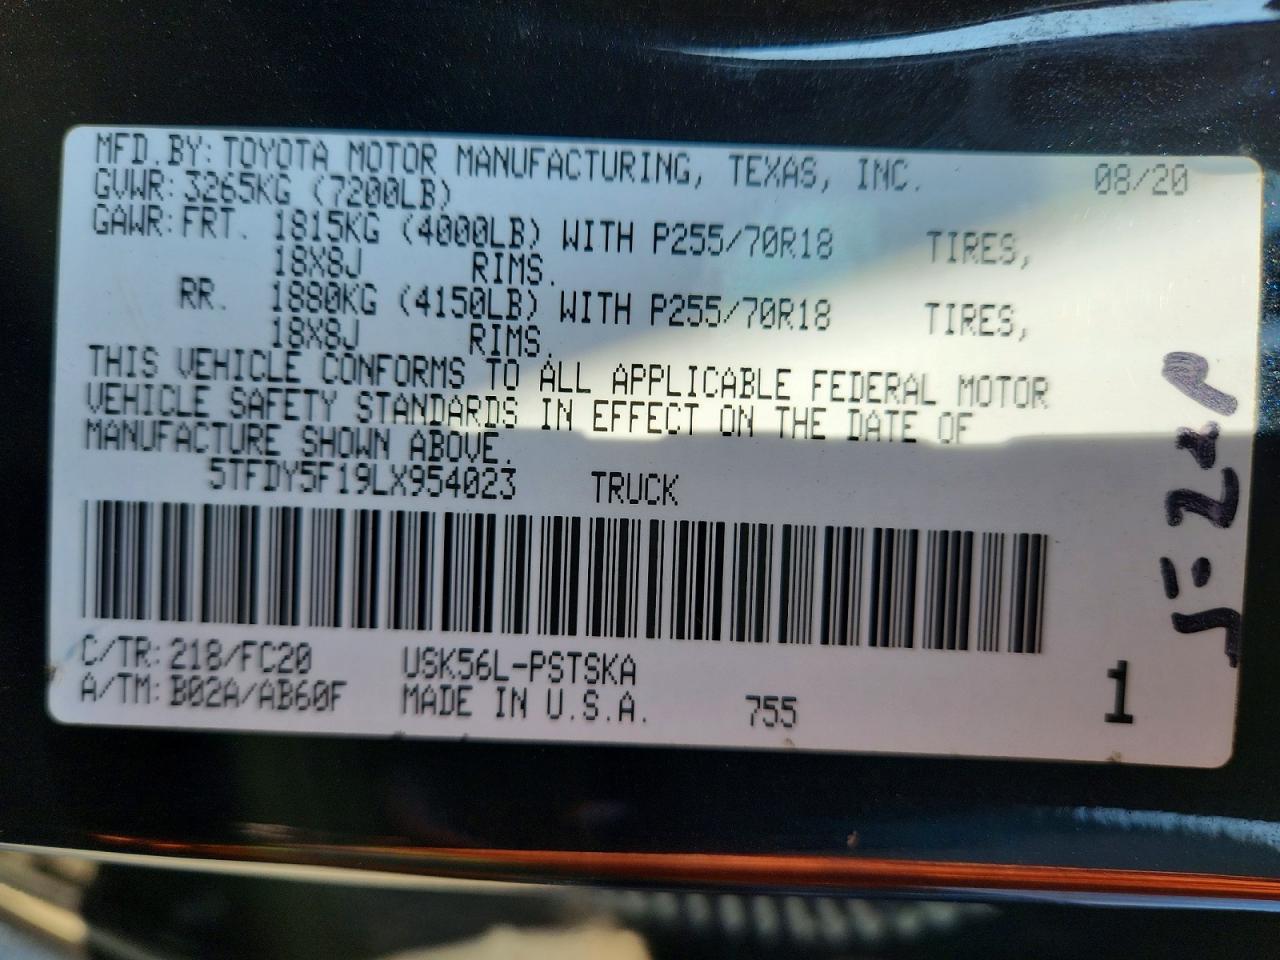 MFD.BY: TOYOTA MOTOR MANUFACTURING, TEXAS, INC. 08/20
GVWR: 3265KG (7200LB)
GAWR: FRT. 1815KG (4000LB) WITH P255/70R18 TIRES,
18X8J RIMS.
RR. 1880KG (4150LB) WITH P255/70R18 TIRES,
18X8J RIMS.
THIS VEHICLE CONFORMS TO ALL APPLICABLE FEDERAL MOTOR
VEHICLE SAFETY STANDARDS IN EFFECT ON THE DATE OF
MANUFACTURE SHOWN ABOVE.
5TFDY5F19LX954023 TRUCK
C/TR: 218/FC20 USK56L-PSTSKA
A/TM: B02A/AB60F MADE IN U.S.A. 755
1